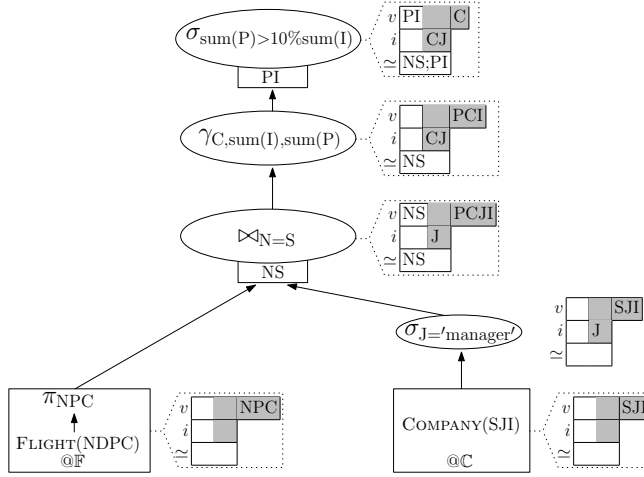 σsum(P)>10%sum(I)
PI
v PI C
i CJ
≃ NS;PI
γC,sum(I),sum(P)
v PCI
i CJ
≃ NS
⋈N=S
NS
v NS PCJI
i J
≃ NS
σJ='manager'
v SJI
i J
≃
πNPC
FLIGHT(NDPC)
@𝔽
v NPC
i
≃
COMPANY(SJI)
@ℂ
v SJI
i
≃